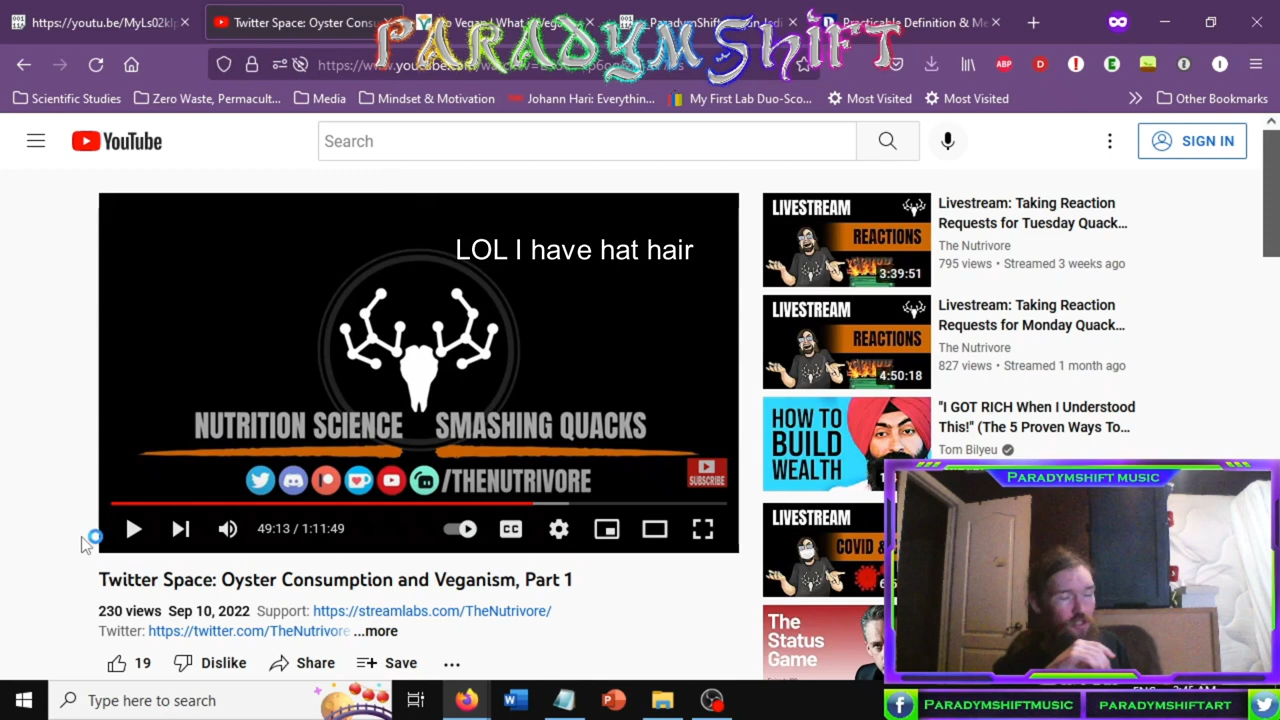 https://youtu.be/MyLs02klp
Twitter Space: Oyster Consu
PARADYMSHIFT
Scientific Studies
Zero Waste, Permacult...
Media
Mindset & Motivation
Johann Hari: Everythin...
My First Lab Duo-Sco...
Most Visited
Most Visited
Other Bookmarks
YouTube
Search
SIGN IN
LOL I have hat hair
NUTRITION SCIENCE
SMASHING QUACKS
/THENUTRIVORE
SUBSCRIBE
49:13 / 1:11:49
CC
Twitter Space: Oyster Consumption and Veganism, Part 1
230 views Sep 10, 2022 Support: https://streamlabs.com/TheNutrivore/
Twitter: https://twitter.com/TheNutrivore ...more
19
Dislike
Share
Save
LIVESTREAM
REACTIONS
3:39:51
Livestream: Taking Reaction
Requests for Tuesday Quack...
The Nutrivore
795 views • Streamed 3 weeks ago
LIVESTREAM
REACTIONS
4:50:18
Livestream: Taking Reaction
Requests for Monday Quack...
The Nutrivore
827 views • Streamed 1 month ago
HOW TO
BUILD
WEALTH
"I GOT RICH When I Understood
This!" (The 5 Proven Ways To...
Tom Bilyeu
LIVESTREAM
COVID &
The
Status
Game
PARADYMSHIFT MUSIC
Type here to search
PARADYMSHIFTMUSIC
PARADYMSHIFTART